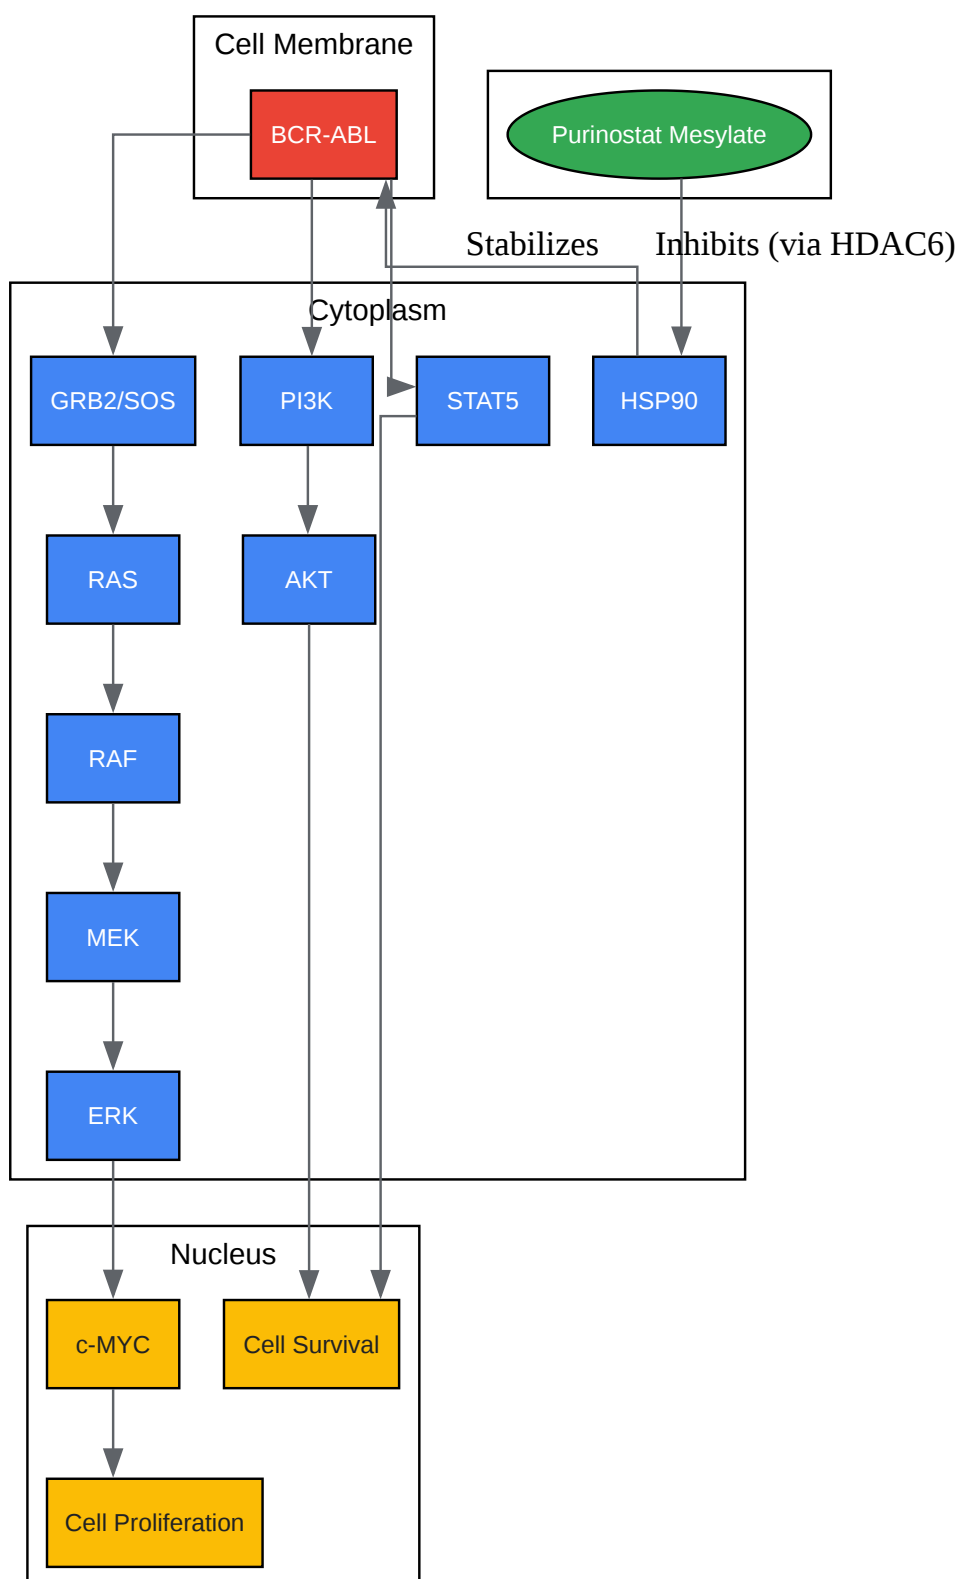 Cell Membrane
BCR-ABL
Purinostat Mesylate
Stabilizes
Inhibits (via HDAC6)
Cytoplasm
GRB2/SOS
PI3K
STAT5
HSP90
RAS
AKT
RAF
MEK
ERK
Nucleus
c-MYC
Cell Survival
Cell Proliferation